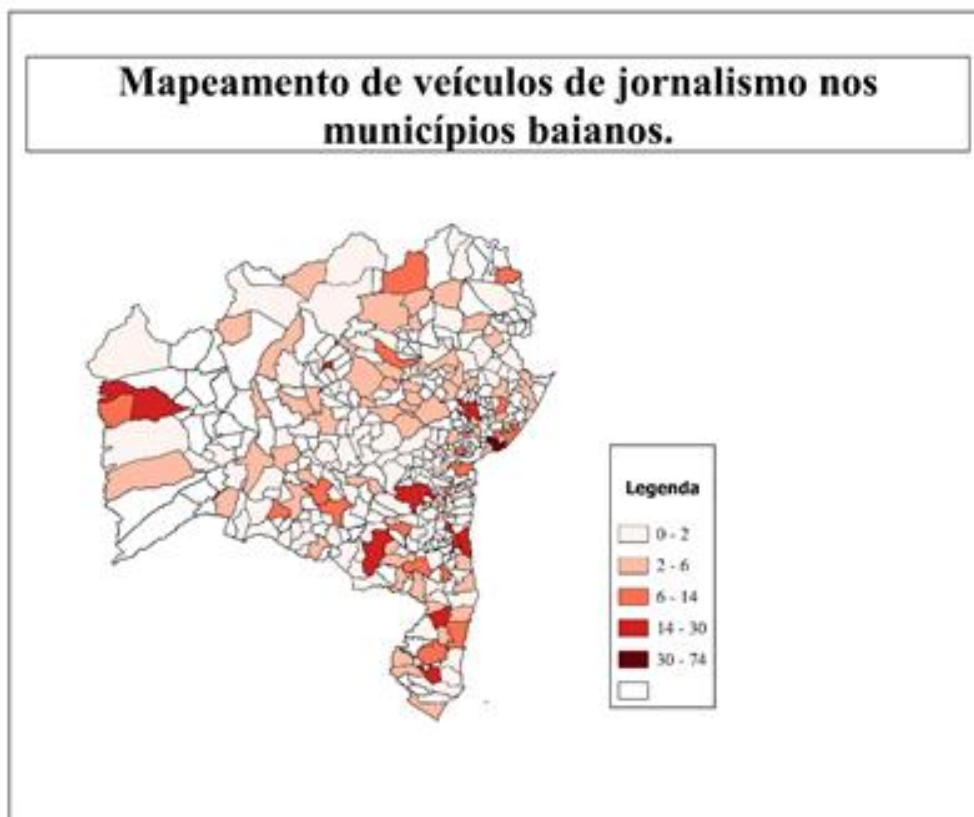 Mapeamento de veículos de jornalismo nos
municípios baianos.
Legenda
0 - 2
2 - 6
6 - 14
14 - 30
30 - 74